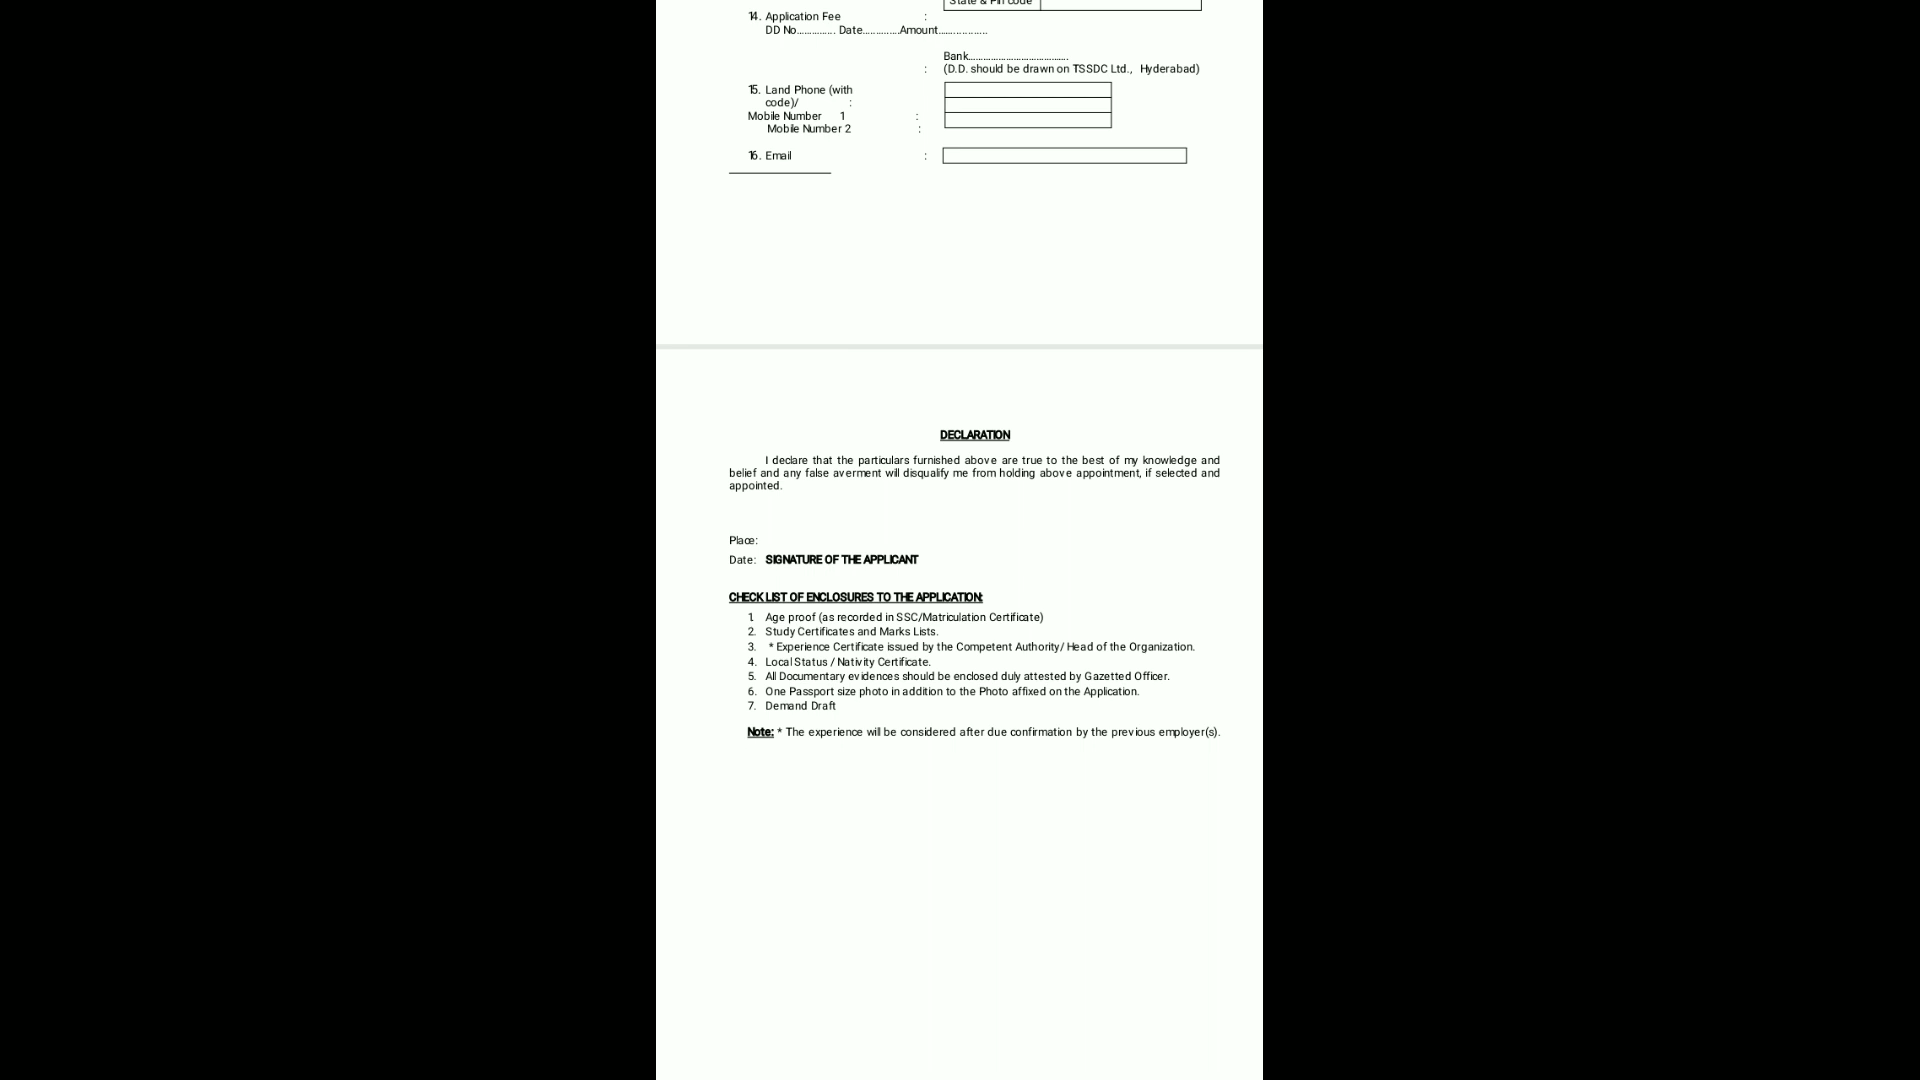 State & Pin code
14. Application Fee :
DD No.............. Date.............Amount.................
Bank.....................................
: (D.D. should be drawn on TSSDC Ltd., Hyderabad)
15. Land Phone (with
code)/ :
Mobile Number 1 :
Mobile Number 2 :
16. Email :
DECLARATION
I declare that the particulars furnished above are true to the best of my knowledge and
belief and any false averment will disqualify me from holding above appointment, if selected and
appointed.
Place:
Date: SIGNATURE OF THE APPLICANT
CHECK LIST OF ENCLOSURES TO THE APPLICATION:
1. Age proof (as recorded in SSC/Matriculation Certificate)
2. Study Certificates and Marks Lists.
3. * Experience Certificate issued by the Competent Authority/ Head of the Organization.
4. Local Status / Nativity Certificate.
5. All Documentary evidences should be enclosed duly attested by Gazetted Officer.
6. One Passport size photo in addition to the Photo affixed on the Application.
7. Demand Draft
Note: * The experience will be considered after due confirmation by the previous employer(s).